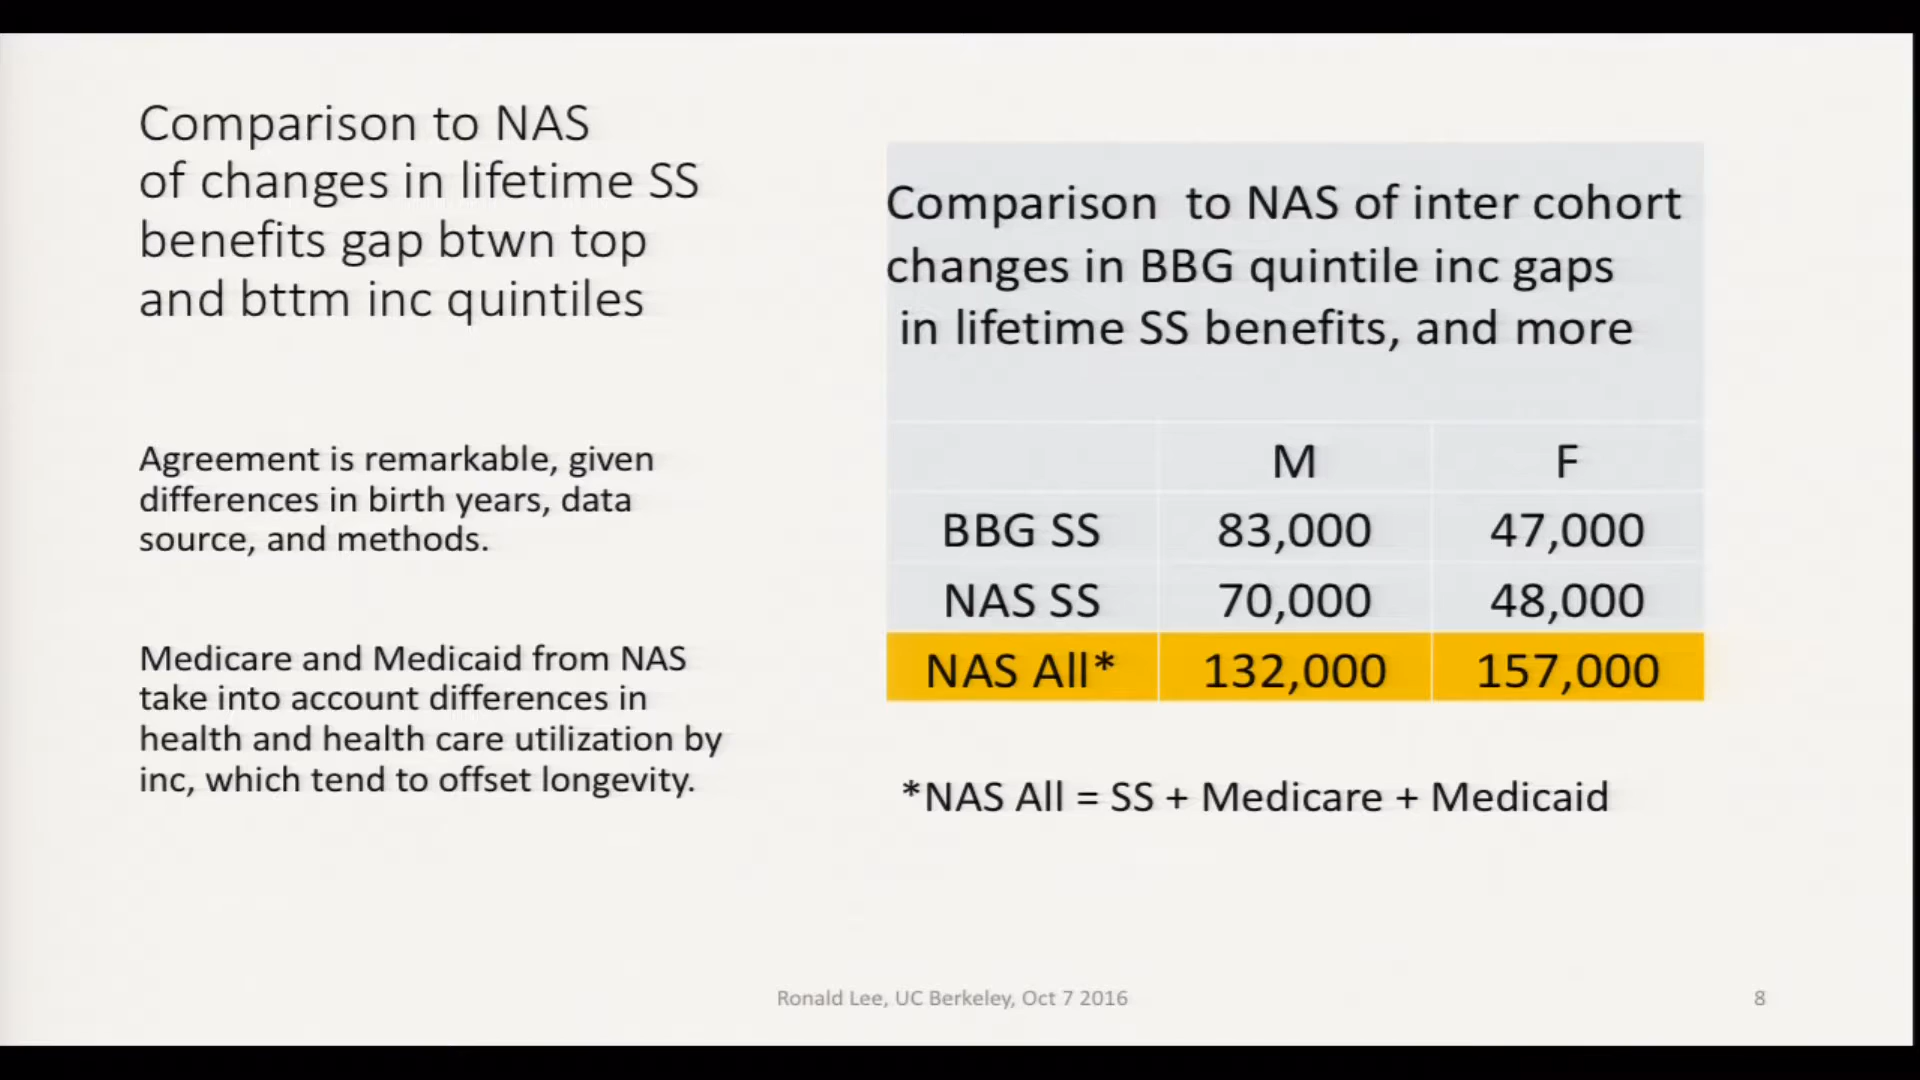 Comparison to NAS
of changes in lifetime SS
benefits gap btwn top
and bttm inc quintiles
Agreement is remarkable, given
differences in birth years, data
source, and methods.
Medicare and Medicaid from NAS
take into account differences in
health and health care utilization by
inc, which tend to offset longevity.
Comparison to NAS of inter cohort
changes in BBG quintile inc gaps
in lifetime SS benefits, and more
M F
BBG SS 83,000 47,000
NAS SS 70,000 48,000
NAS All* 132,000 157,000
*NAS All = SS + Medicare + Medicaid
Ronald Lee, UC Berkeley, Oct 7 2016
8